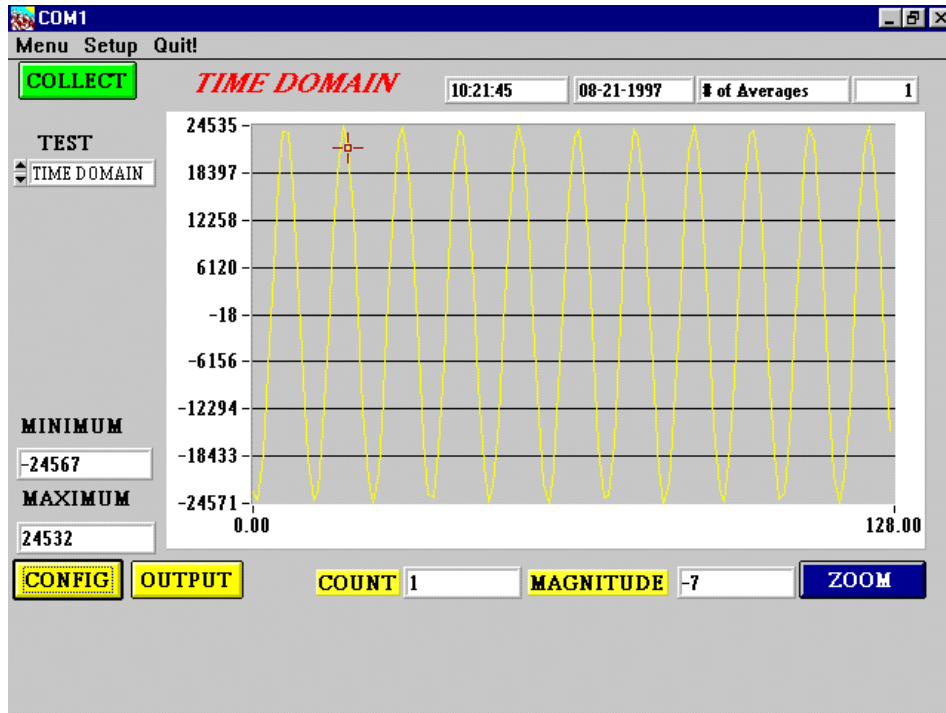 COM1
Menu Setup Quit!
COLLECT
TIME DOMAIN
10:21:45
08-21-1997
# of Averages
1
TEST
TIME DOMAIN
24535
18397
12258
6120
-18
-6156
-12294
-18433
-24571
0.00
128.00
MINIMUM
-24567
MAXIMUM
24532
CONFIG
OUTPUT
COUNT
1
MAGNITUDE
-7
ZOOM